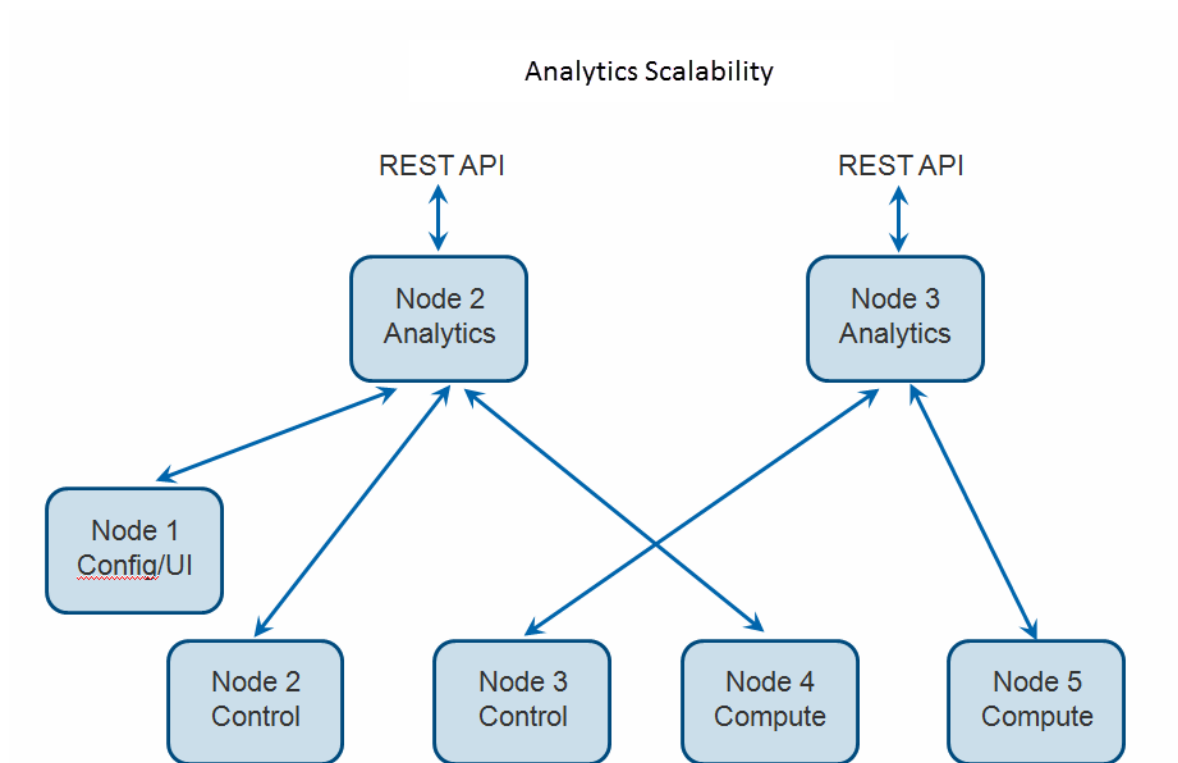 Analytics Scalability
REST API
REST API
Node 2
Analytics
Node 3
Analytics
Node 1
Config/UI
Node 2
Control
Node 3
Control
Node 4
Compute
Node 5
Compute